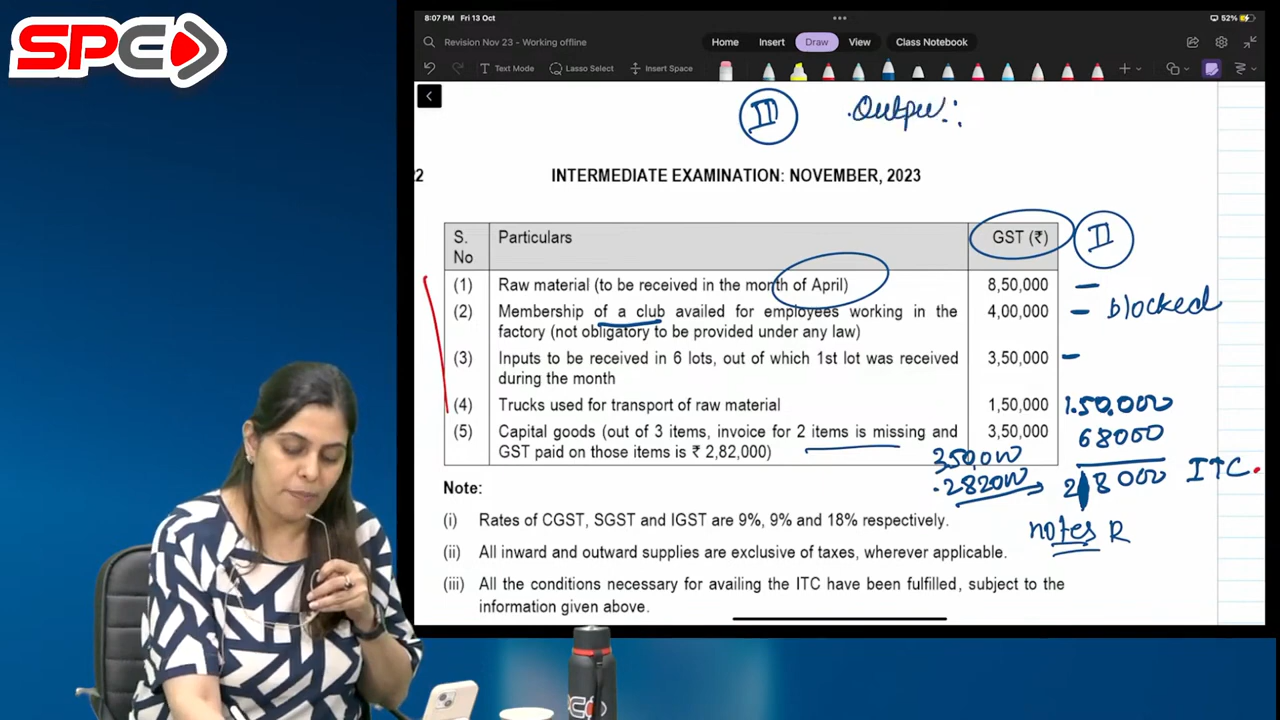 SPC
8:07 PM Fri 13 Oct
52%
Revision Nov 23 - Working offline
Home Insert Draw View Class Notebook
Text Mode Lasso Select Insert Space
II Output:
22 INTERMEDIATE EXAMINATION: NOVEMBER, 2023
S. No Particulars GST (₹) II
(1) Raw material (to be received in the month of April) 8,50,000 –
(2) Membership of a club availed for employees working in the 4,00,000 – blocked
factory (not obligatory to be provided under any law)
(3) Inputs to be received in 6 lots, out of which 1st lot was received 3,50,000 –
during the month
(4) Trucks used for transport of raw material 1,50,000 1,50,000
(5) Capital goods (out of 3 items, invoice for 2 items is missing and 3,50,000 68000
GST paid on those items is ₹ 2,82,000)
350,000
-282000
218000 ITC.
Note:
notes R
(i) Rates of CGST, SGST and IGST are 9%, 9% and 18% respectively.
(ii) All inward and outward supplies are exclusive of taxes, wherever applicable.
(iii) All the conditions necessary for availing the ITC have been fulfilled, subject to the
information given above.